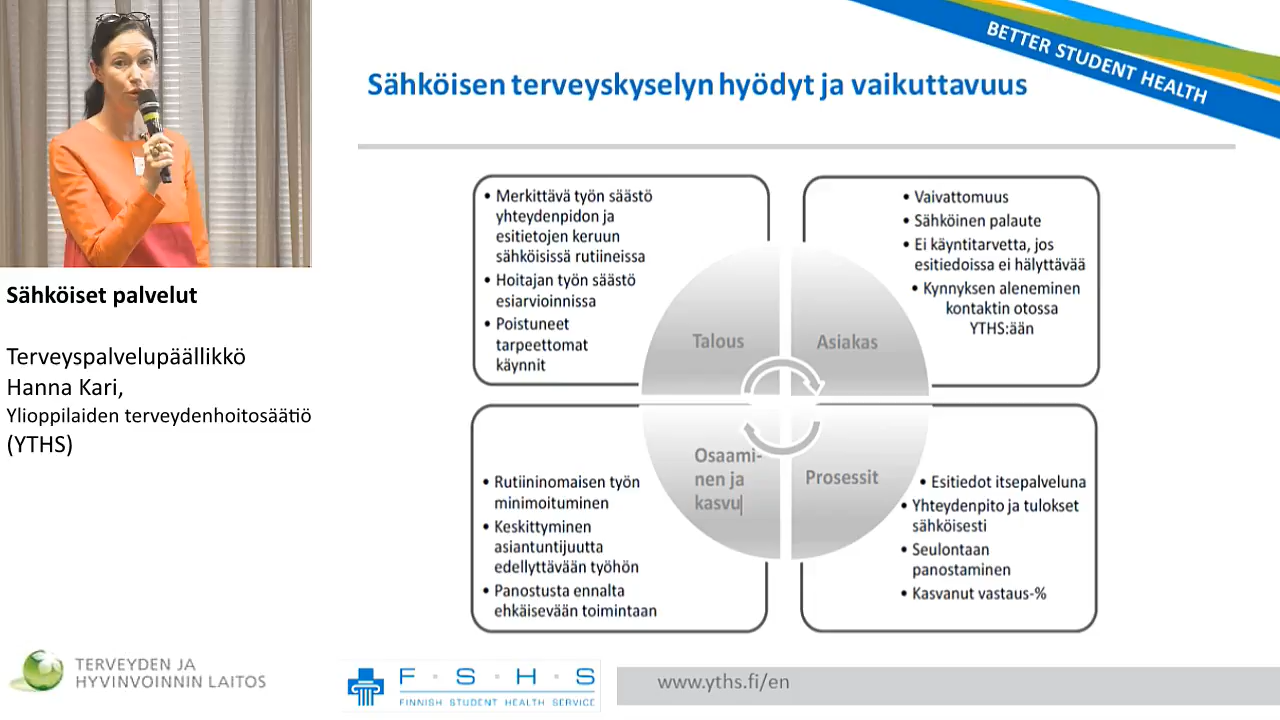 BETTER STUDENT HEALTH
Sähköisen terveyskyselyn hyödyt ja vaikuttavuus
Sähköiset palvelut
Terveyspalvelupäällikkö
Hanna Kari,
Ylioppilaiden terveydenhoitosäätiö
(YTHS)
• Merkittävä työn säästö
yhteydenpidon ja
esitietojen keruun
sähköisissä rutiineissa
• Hoitajan työn säästö
esiarvioinnissa
• Poistuneet
tarpeettomat
käynnit
Talous
• Vaivattomuus
• Sähköinen palaute
• Ei käyntitarvetta, jos
esitiedoissa ei hälyttävää
• Kynnyksen aleneminen
kontaktin otossa
YTHS:ään
Asiakas
• Rutiininomaisen työn
minimoituminen
• Keskittyminen
asiantuntijuutta
edellyttävään työhön
• Panostusta ennalta
ehkäisevään toimintaan
Osaami-
nen ja
kasvu
Prosessit
• Esitiedot itsepalveluna
• Yhteydenpito ja tulokset
sähköisesti
• Seulontaan
panostaminen
• Kasvanut vastaus-%
TERVEYDEN JA
HYVINVOINNIN LAITOS
F · S · H · S
FINNISH STUDENT HEALTH SERVICE
www.yths.fi/en